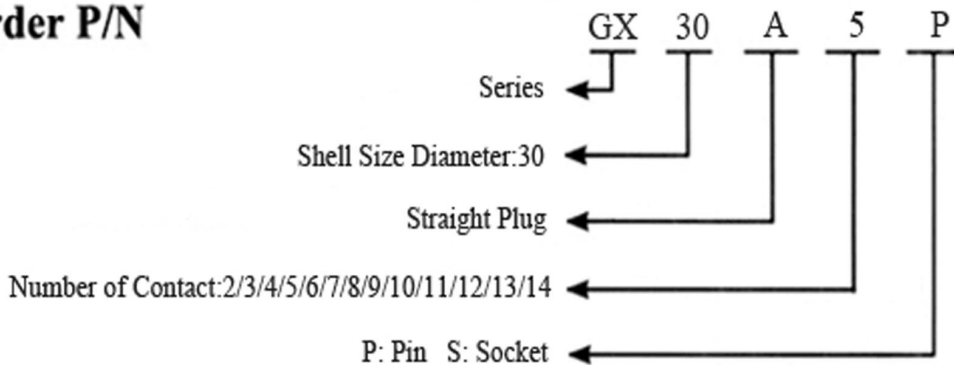 rder P/N
GX 30 A 5 P
Series
Shell Size Diameter:30
Straight Plug
Number of Contact:2/3/4/5/6/7/8/9/10/11/12/13/14
P: Pin S: Socket